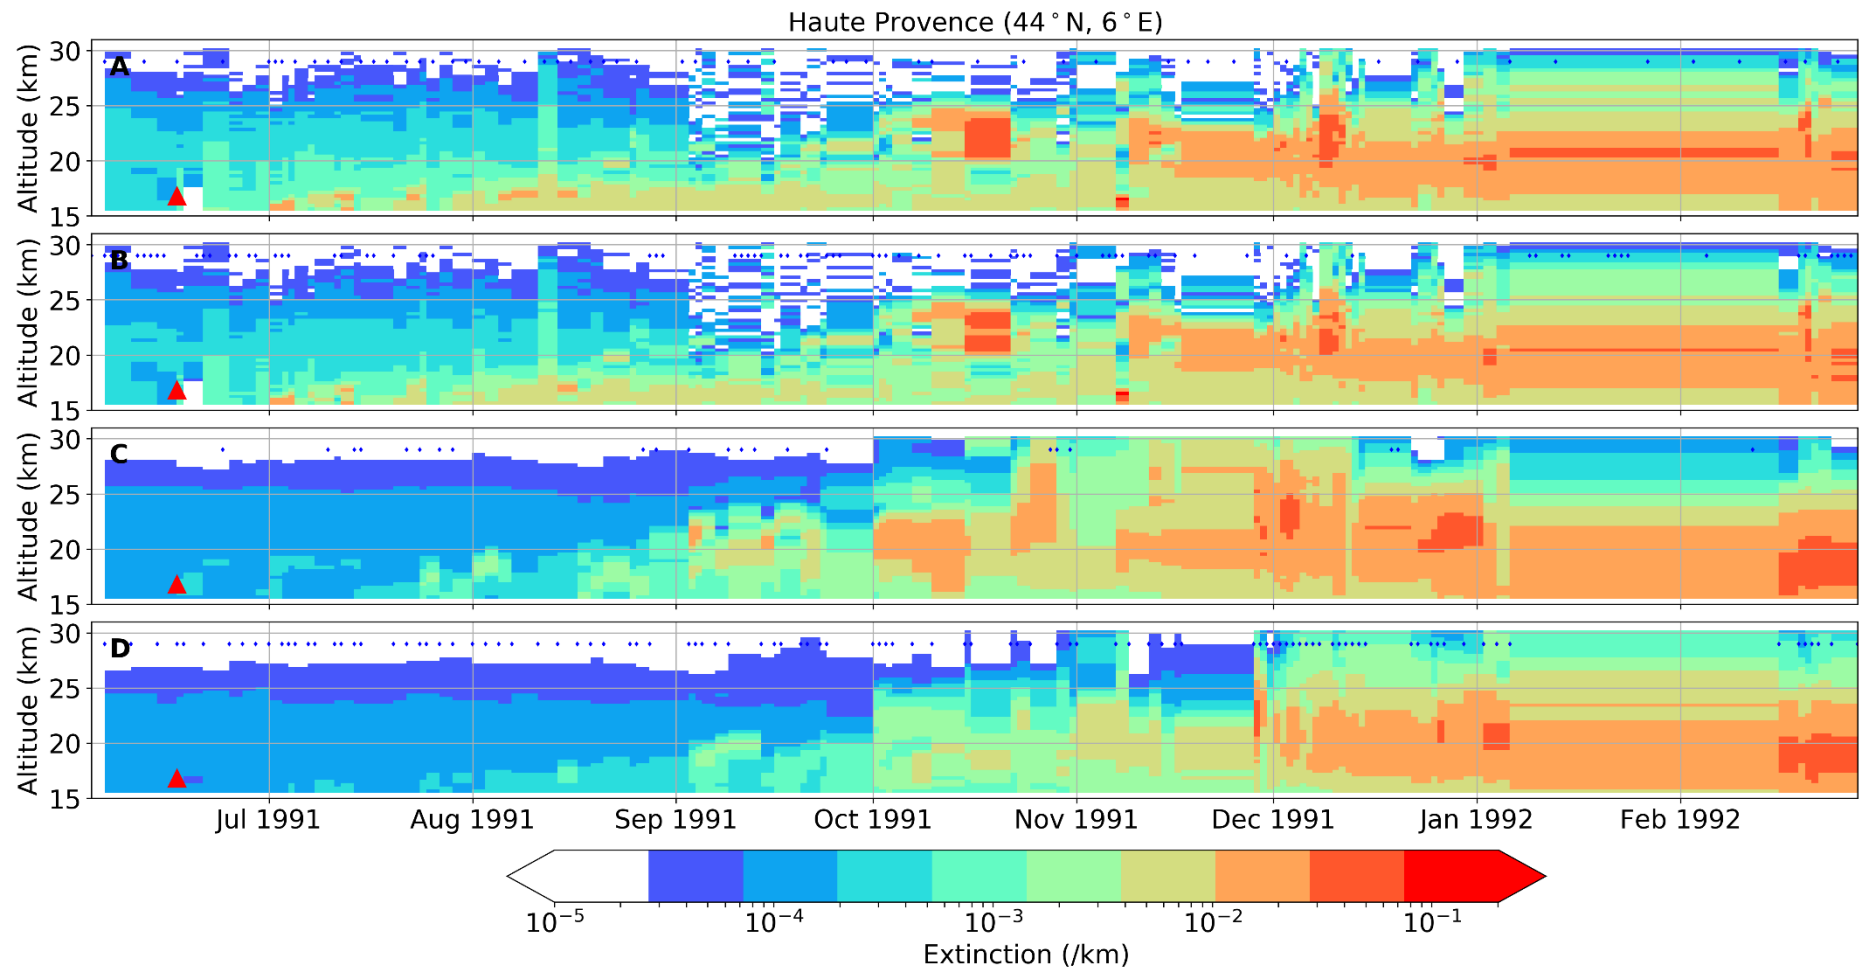 Haute Provence (44°N, 6°E)
Altitude (km)
30
25
20
15
A
Altitude (km)
30
25
20
15
B
Altitude (km)
30
25
20
15
C
Altitude (km)
30
25
20
15
D
Jul 1991 Aug 1991 Sep 1991 Oct 1991 Nov 1991 Dec 1991 Jan 1992 Feb 1992
10⁻⁵ 10⁻⁴ 10⁻³ 10⁻² 10⁻¹
Extinction (/km)